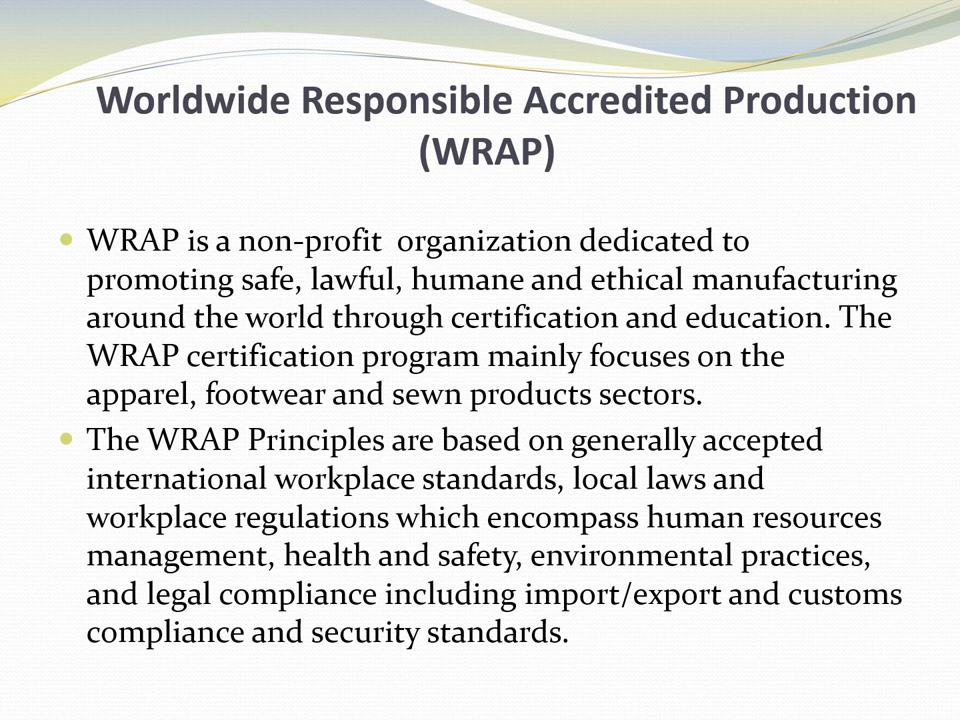 Worldwide Responsible Accredited Production
(WRAP)
• WRAP is a non-profit  organization dedicated to
promoting safe, lawful, humane and ethical manufacturing
around the world through certification and education. The
WRAP certification program mainly focuses on the
apparel, footwear and sewn products sectors.
• The WRAP Principles are based on generally accepted
international workplace standards, local laws and
workplace regulations which encompass human resources
management, health and safety, environmental practices,
and legal compliance including import/export and customs
compliance and security standards.